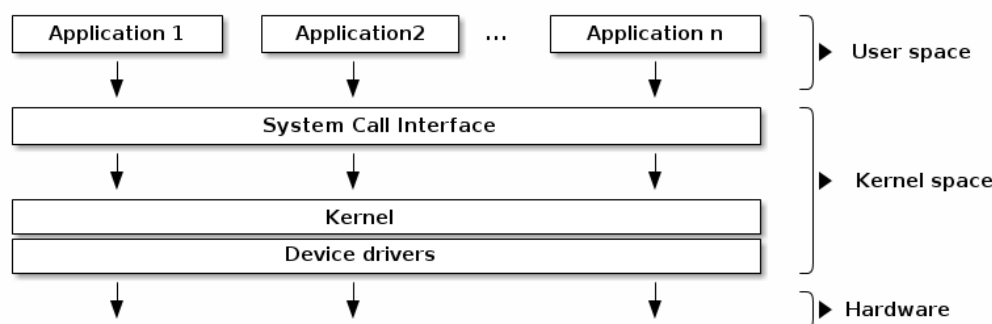 Application 1
Application2
...
Application n
User space
System Call Interface
Kernel space
Kernel
Device drivers
Hardware